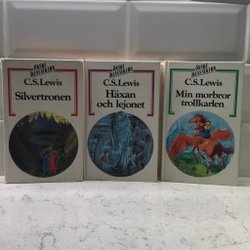 C.S.Lewis
Silvertronen
C.S.Lewis
Häxan
och lejonet
C.S.Lewis
Min morbror
trollkarlen